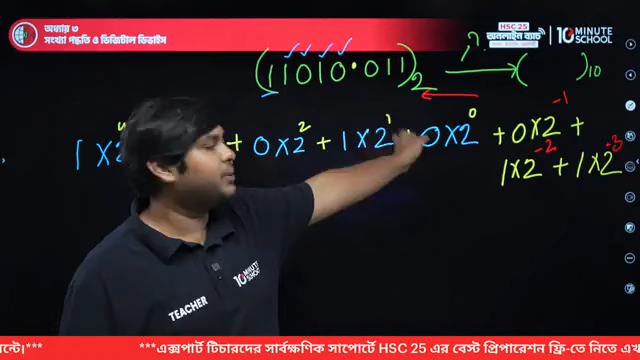 অধ্যায় ৩
সংখ্যা পদ্ধতি ও ডিজিটাল ডিভাইস
HSC 25
অনলাইন ব্যাচ
10 MINUTE SCHOOL
(11010.011)₂ → ? ( )₁₀
1×2⁴ + 0×2² + 1×2¹ + 0×2⁰ + 0×2⁻¹ +
1×2⁻² + 1×2⁻³
10 MINUTE SCHOOL
TEACHER
***এক্সপার্ট টিচারদের সার্বক্ষণিক সাপোর্টে HSC 25 এর বেস্ট প্রিপারেশন ফ্রি-তে নিতে